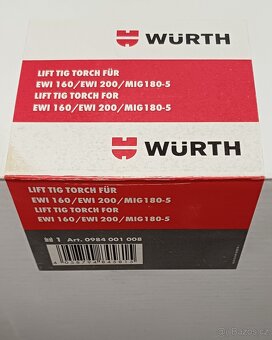 WÜRTH
LIFT TIG TORCH FÜR
EWI 160/EWI 200/MIG180-5
LIFT TIG TORCH FOR
EWI 160/EWI 200/MIG180-5
WÜRTH
LIFT TIG TORCH FÜR
EWI 160/EWI 200/MIG180-5
LIFT TIG TORCH FOR
EWI 160/EWI 200/MIG180-5
1 Art. 0984 001 008